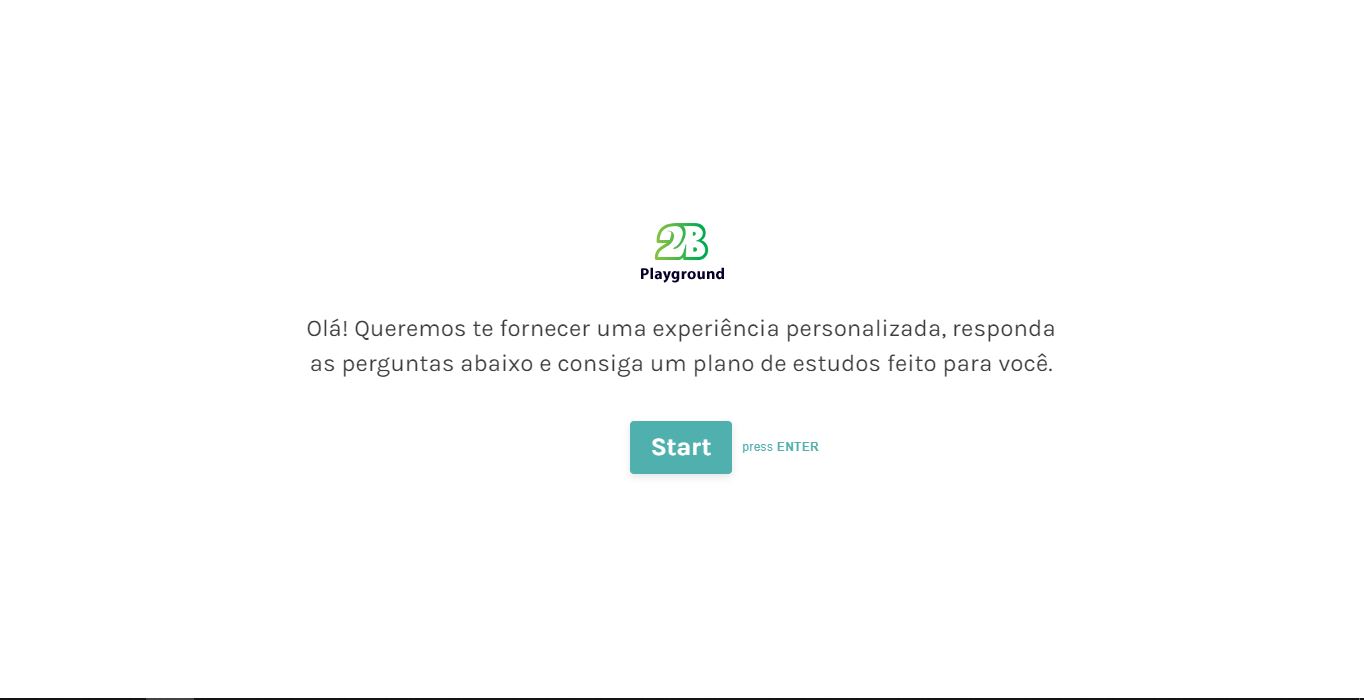 2B
Playground
Olá! Queremos te fornecer uma experiência personalizada, responda
as perguntas abaixo e consiga um plano de estudos feito para você.
Start press ENTER